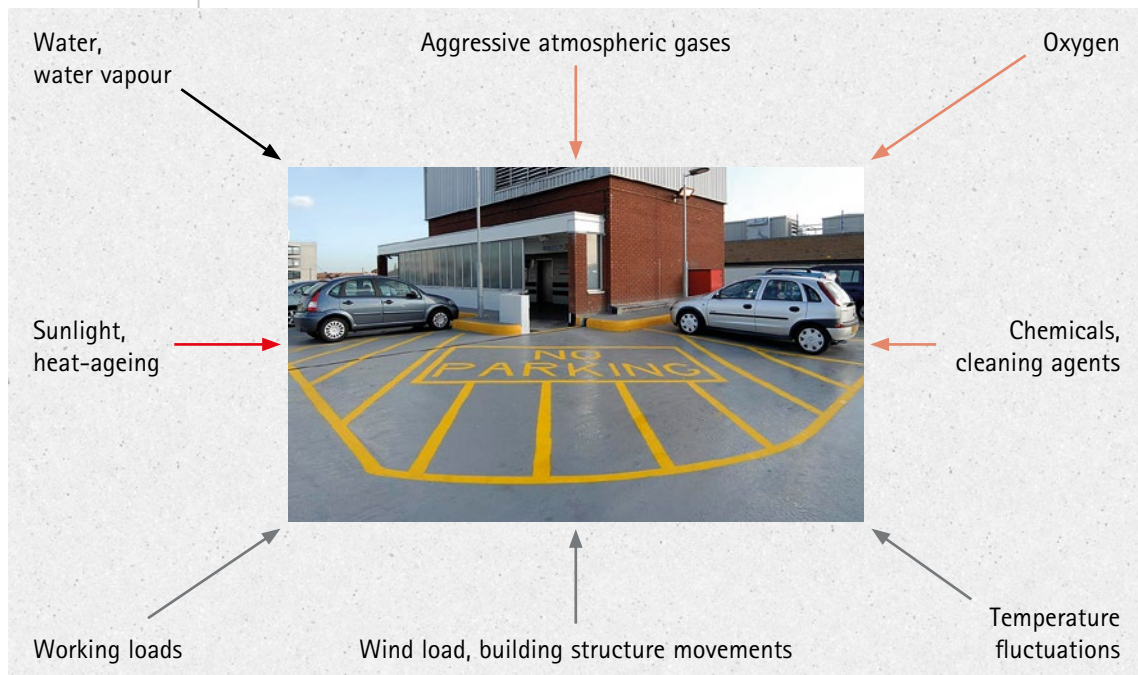 Water,
water vapour
Aggressive atmospheric gases
Oxygen
NO
PARKING
Sunlight,
heat-ageing
Chemicals,
cleaning agents
Working loads
Wind load, building structure movements
Temperature
fluctuations